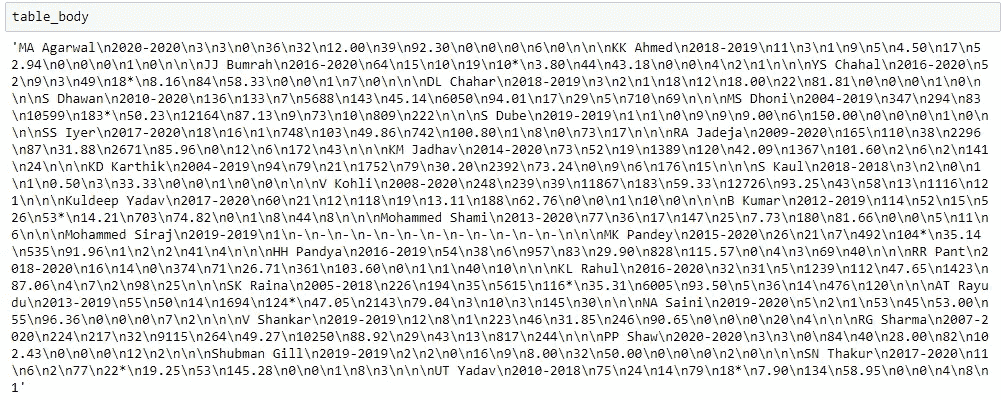 table_body
'MA Agarwal\n2020-2020\n3\n3\n0\n36\n32\n12.00\n39\n92.30\n0\n0\n0\n6\n0\n\n\nKK Ahmed\n2018-2019\n11\n3\n1\n9\n5\n4.50\n17\n5
2.94\n0\n0\n0\n1\n0\n\n\nJJ Bumrah\n2016-2020\n64\n15\n10\n19\n10*\n3.80\n44\n43.18\n0\n0\n4\n2\n1\n\n\nYS Chahal\n2016-2020\n5
2\n9\n3\n49\n18*\n8.16\n84\n58.33\n0\n0\n1\n7\n0\n\n\nDL Chahar\n2018-2019\n3\n2\n1\n18\n12\n18.00\n22\n81.81\n0\n0\n0\n1\n0\n
\n\nS Dhawan\n2010-2020\n136\n133\n7\n5688\n143\n45.14\n6050\n94.01\n17\n29\n5\n710\n69\n\n\nMS Dhoni\n2004-2019\n347\n294\n83
\n10599\n183*\n50.23\n12164\n87.13\n9\n73\n10\n809\n222\n\n\nS Dube\n2019-2019\n1\n1\n0\n9\n9\n9.00\n6\n150.00\n0\n0\n0\n1\n0\n
\n\nSS Iyer\n2017-2020\n18\n16\n1\n748\n103\n49.86\n742\n100.80\n1\n8\n0\n73\n17\n\n\nRA Jadeja\n2009-2020\n165\n110\n38\n2296
\n87\n31.88\n2671\n85.96\n0\n12\n6\n172\n43\n\n\nKM Jadhav\n2014-2020\n73\n52\n19\n1389\n120\n42.09\n1367\n101.60\n2\n6\n2\n141
\n24\n\n\nKD Karthik\n2004-2019\n94\n79\n21\n1752\n79\n30.20\n2392\n73.24\n0\n9\n6\n176\n15\n\n\nS Kaul\n2018-2018\n3\n2\n0\n1
\n1\n0.50\n3\n33.33\n0\n0\n1\n0\n0\n\n\nV Kohli\n2008-2020\n248\n239\n39\n11867\n183\n59.33\n12726\n93.25\n43\n58\n13\n1116\n12
1\n\n\nKuldeep Yadav\n2017-2020\n60\n21\n12\n118\n19\n13.11\n188\n62.76\n0\n0\n1\n10\n0\n\n\nB Kumar\n2012-2019\n114\n52\n15\n5
26\n53*\n14.21\n703\n74.82\n0\n1\n8\n44\n8\n\n\nMohammed Shami\n2013-2020\n77\n36\n17\n147\n25\n7.73\n180\n81.66\n0\n0\n5\n11\n
6\n\n\nMohammed Siraj\n2019-2019\n1\n-\n-\n-\n-\n-\n-\n-\n-\n-\n-\n-\n-\n\n\nMK Pandey\n2015-2020\n26\n21\n7\n492\n104*\n35.14
\n535\n91.96\n1\n2\n2\n41\n4\n\n\nHH Pandya\n2016-2019\n54\n38\n6\n957\n83\n29.90\n828\n115.57\n0\n4\n3\n69\n40\n\n\nRR Pant\n2
018-2020\n16\n14\n0\n374\n71\n26.71\n361\n103.60\n0\n1\n1\n40\n10\n\n\nKL Rahul\n2016-2020\n32\n31\n5\n1239\n112\n47.65\n1423\n
87.06\n4\n7\n2\n98\n25\n\n\nSK Raina\n2005-2018\n226\n194\n35\n5615\n116*\n35.31\n6005\n93.50\n5\n36\n14\n476\n120\n\n\nAT Rayu
du\n2013-2019\n55\n50\n14\n1694\n124*\n47.05\n2143\n79.04\n3\n10\n3\n145\n30\n\n\nNA Saini\n2019-2020\n5\n2\n1\n53\n45\n53.00\n
55\n96.36\n0\n0\n0\n7\n2\n\n\nV Shankar\n2019-2019\n12\n8\n1\n223\n46\n31.85\n246\n90.65\n0\n0\n0\n20\n4\n\n\nRG Sharma\n2007-2
020\n224\n217\n32\n9115\n264\n49.27\n10250\n88.92\n29\n43\n13\n817\n244\n\n\nPP Shaw\n2020-2020\n3\n3\n0\n84\n40\n28.00\n82\n10
2.43\n0\n0\n0\n12\n2\n\n\nShubman Gill\n2019-2019\n2\n2\n0\n16\n9\n8.00\n32\n50.00\n0\n0\n0\n2\n0\n\n\nSN Thakur\n2017-2020\n11
\n6\n2\n77\n22*\n19.25\n53\n145.28\n0\n0\n1\n8\n3\n\n\nUT Yadav\n2010-2018\n75\n24\n14\n79\n18*\n7.90\n134\n58.95\n0\n0\n4\n8\n
1'